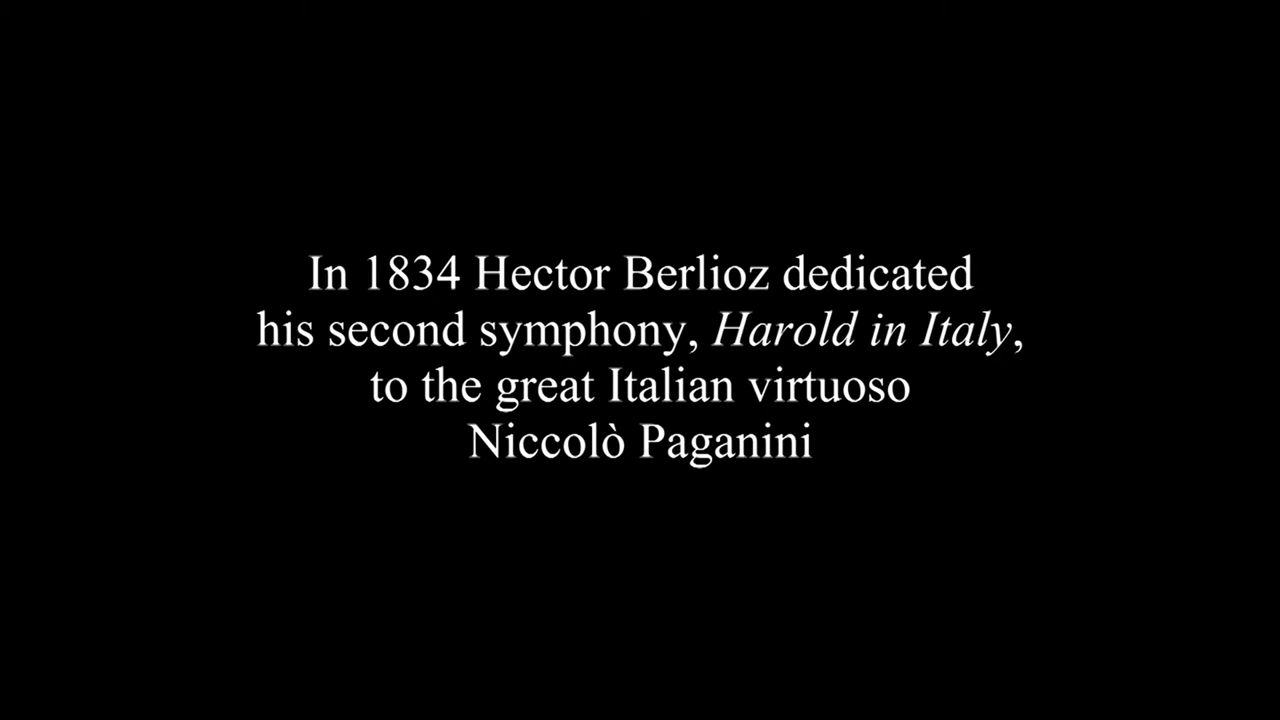 In 1834 Hector Berlioz dedicated
his second symphony, Harold in Italy,
to the great Italian virtuoso
Niccolò Paganini